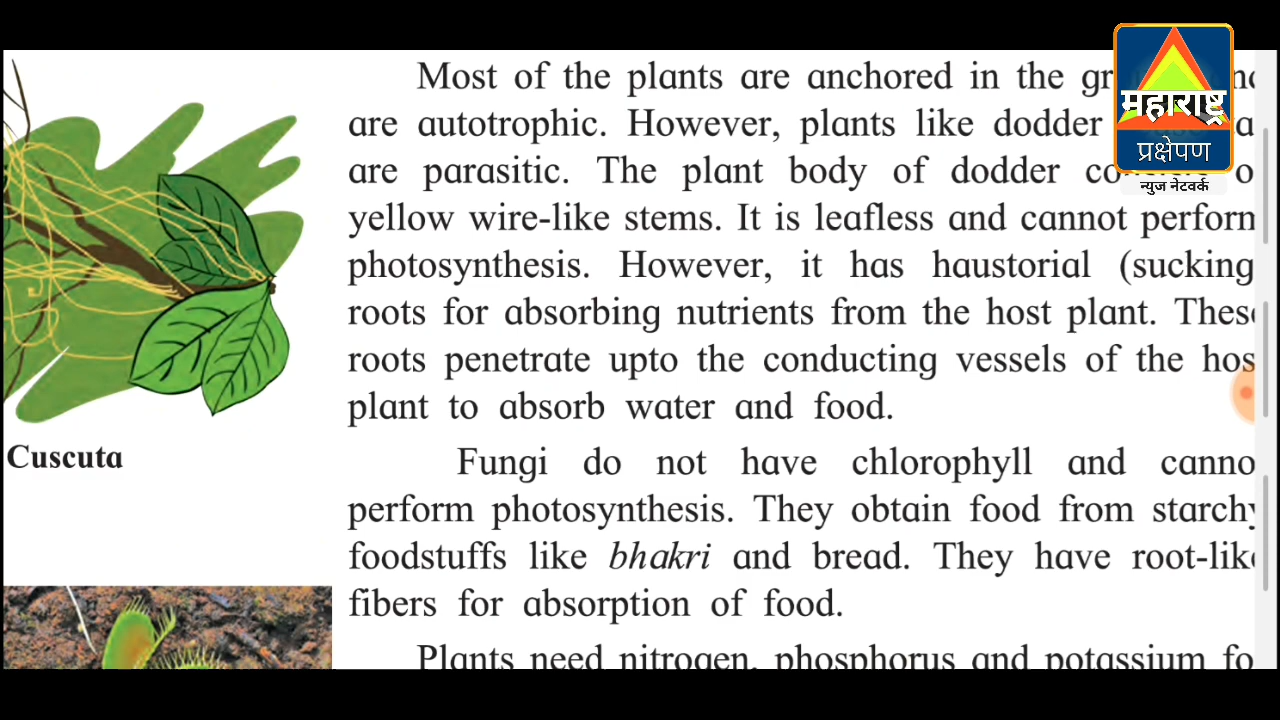 Most of the plants are anchored in the
are autotrophic. However, plants like dodder
are parasitic. The plant body of dodder
yellow wire-like stems. It is leafless and cannot perform
photosynthesis. However, it has haustorial (sucking
roots for absorbing nutrients from the host plant. These
roots penetrate upto the conducting vessels of the
plant to absorb water and food.
Fungi do not have chlorophyll and
perform photosynthesis. They obtain food from starchy
foodstuffs like bhakri and bread. They have
fibers for absorption of food.
Plants need nitrogen, phosphorus and potassium
Cuscuta
महाराष्ट्र
प्रक्षेपण
न्युज नेटवर्क